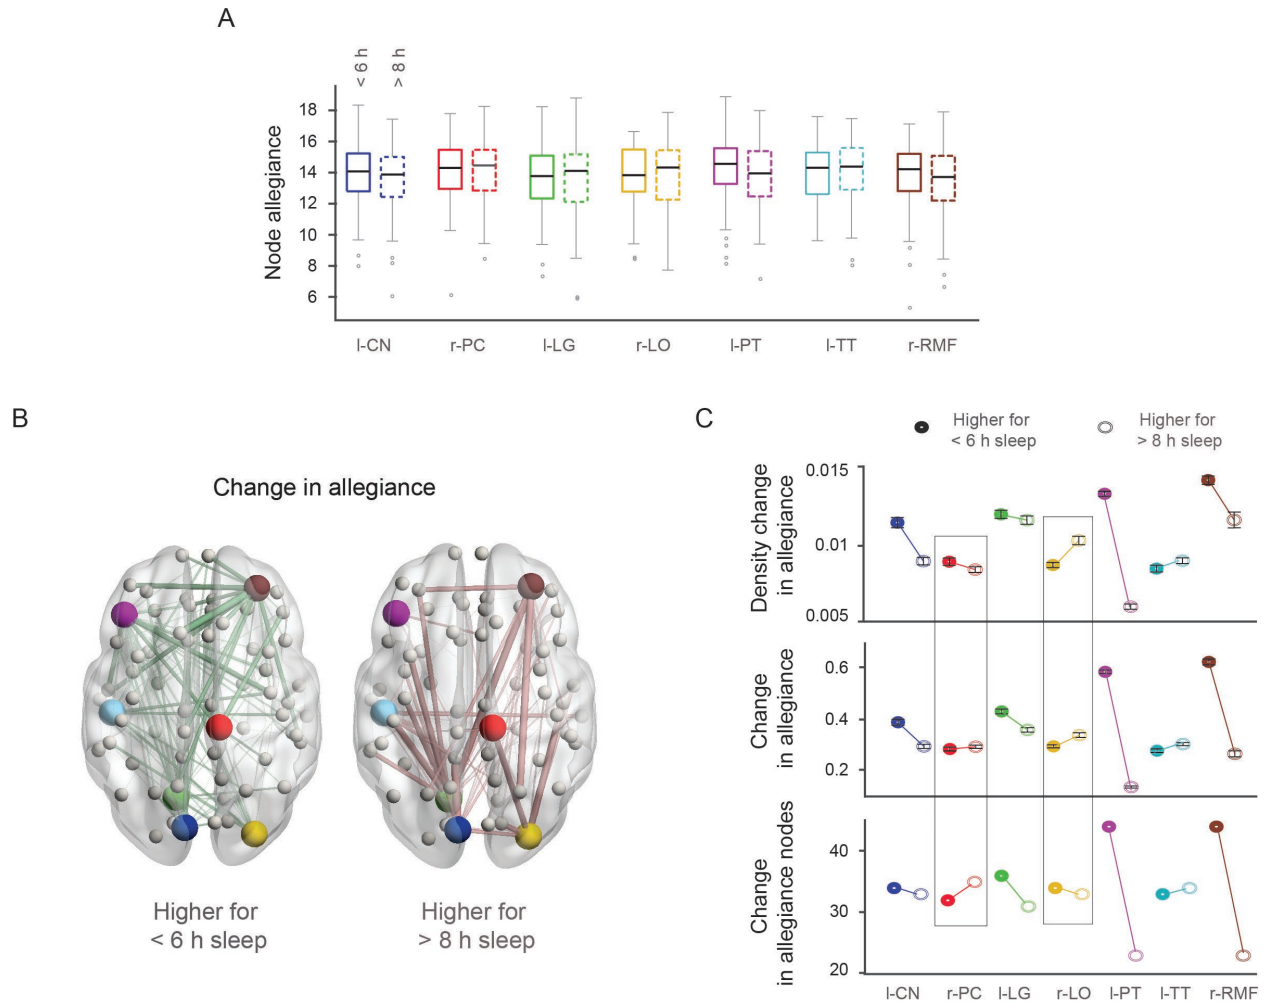 A
< 6 h
> 8 h
Node allegiance
18
16
14
12
10
8
6
l-CN
r-PC
l-LG
r-LO
l-PT
l-TT
r-RMF
B
Change in allegiance
Higher for
< 6 h sleep
Higher for
> 8 h sleep
C
Higher for
< 6 h sleep
Higher for
> 8 h sleep
Density change
in allegiance
0.015
0.01
0.005
Change
in allegiance
0.6
0.4
0.2
Change
in allegiance nodes
40
30
20
l-CN
r-PC
l-LG
r-LO
l-PT
l-TT
r-RMF